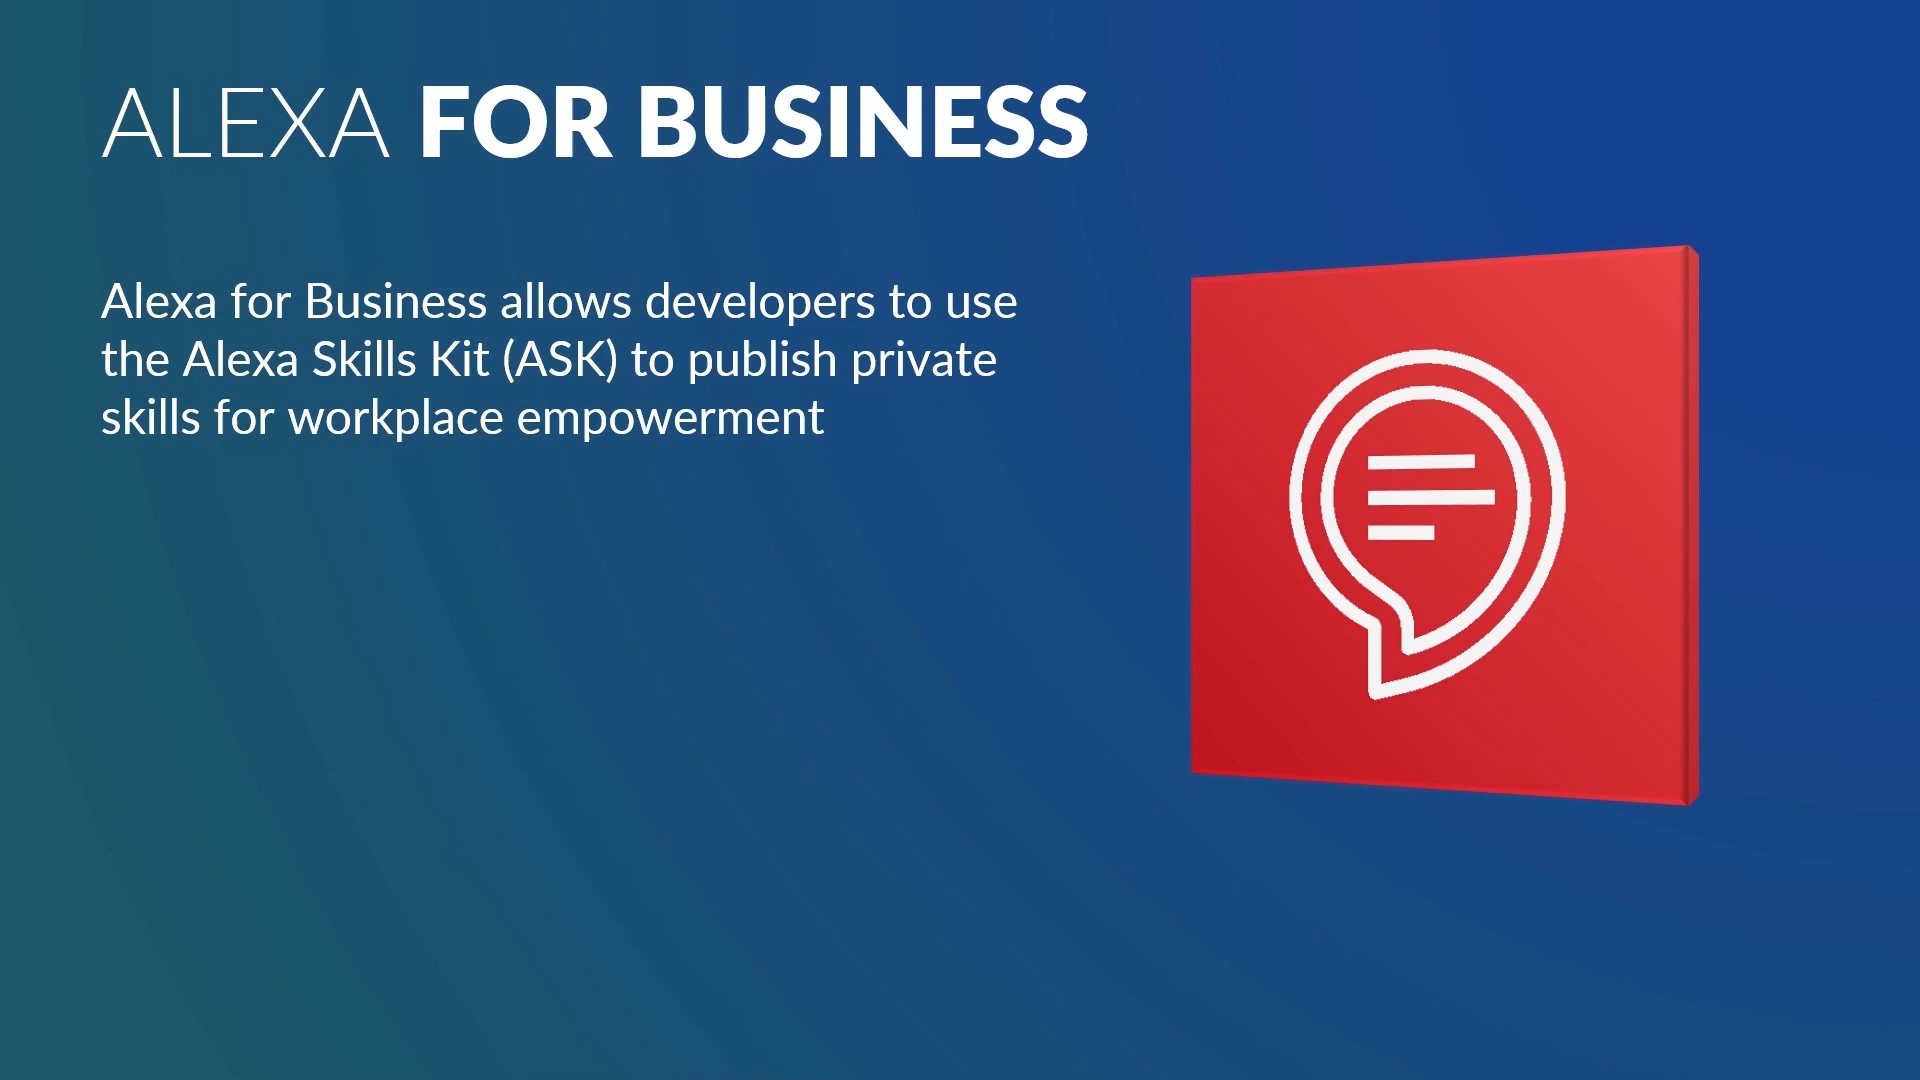 ALEXA FOR BUSINESS
Alexa for Business allows developers to use
the Alexa Skills Kit (ASK) to publish private
skills for workplace empowerment